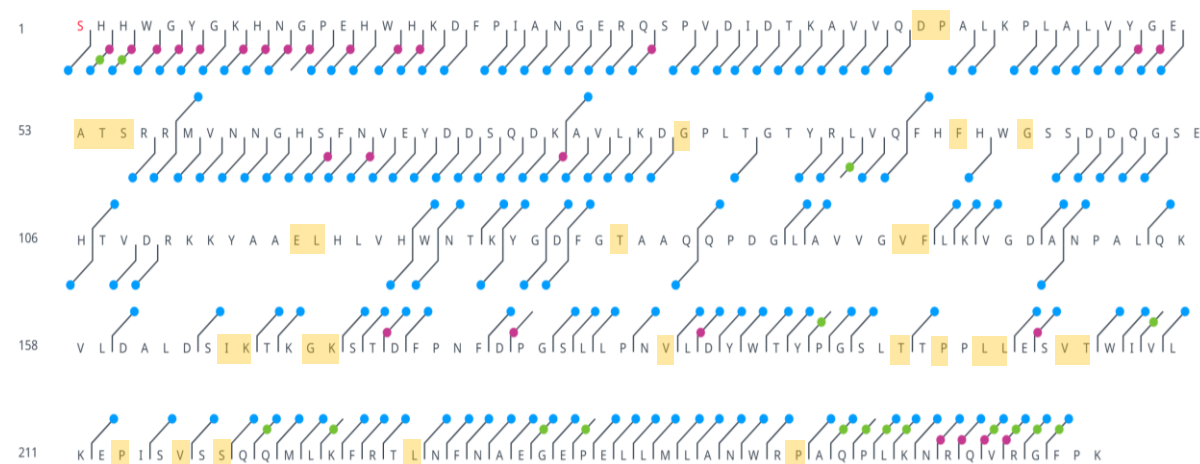 1 S H H W G Y G K H N G P E H W H K D F P I A N G E R Q S P V D I D T K A V V Q D P A L K P L A L V Y G E
53 A T S R R M V N N G H S F N V E Y D D S Q D K A V L K D G P L T G T Y R L V Q F H F H W G S S D D Q G S E
106 H T V D R K K Y A A E L H L V H W N T K Y G D F G T A A Q Q P D G L A V V G V F L K V G D A N P A L Q K
158 V L D A L D S I K T K G K S T D F P N F D P G S L L P N V L D Y W T Y P G S L T T P P L L E S V T W I V L
211 K E P I S V S S Q Q M L K F R T L N F N A E G E P E L L M L A N W R P A Q P L K N R Q V R G F P K